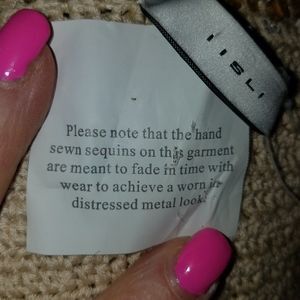 IISLI
Please note that the hand
sewn sequins on this garment
are meant to fade in time with
wear to achieve a worn in
distressed metal look.